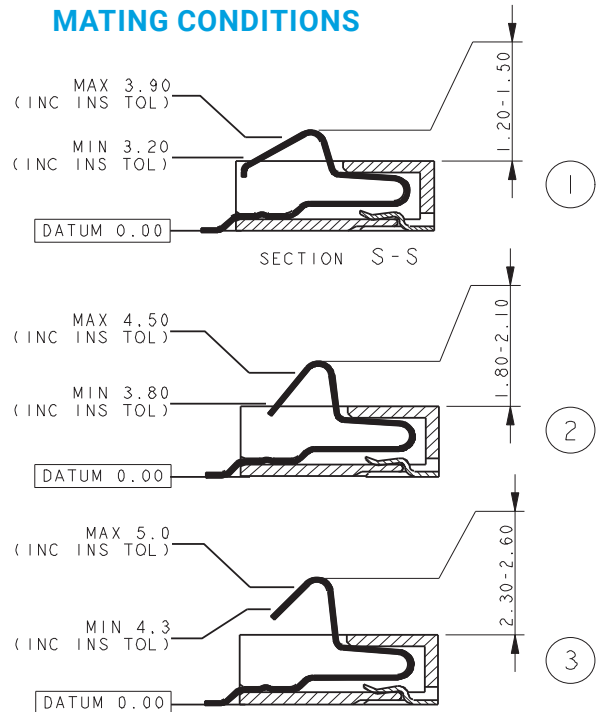 MATING CONDITIONS
MAX 3.90
(INC INS TOL)
MIN 3.20
(INC INS TOL)
DATUM 0.00
1.20-1.50
1
SECTION S-S
MAX 4.50
(INC INS TOL)
MIN 3.80
(INC INS TOL)
DATUM 0.00
1.80-2.10
2
MAX 5.0
(INC INS TOL)
MIN 4.3
(INC INS TOL)
DATUM 0.00
2.30-2.60
3